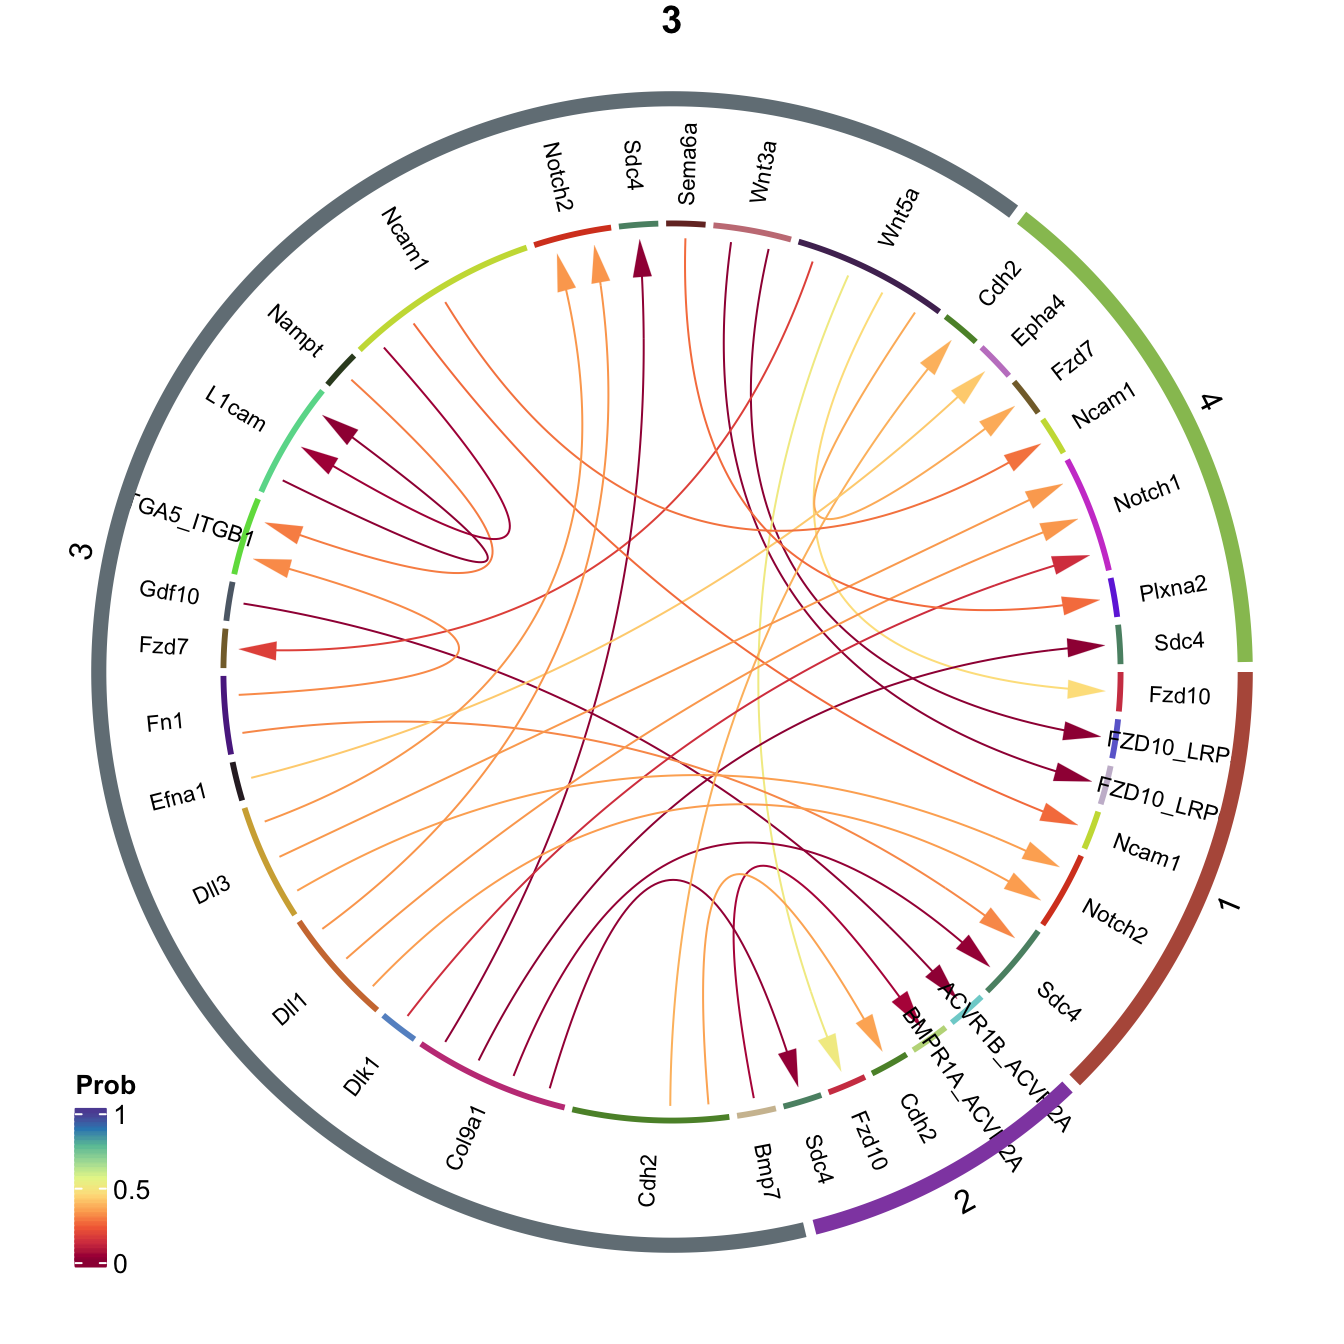 3
Notch2
Sdc4
Sema6a
Wnt3a
Wnt5a
Cdh2
Epha4
Fzd7
Ncam1
4
Notch1
Plxna2
Sdc4
Fzd10
FZD10_LRP
FZD10_LRP
Ncam1
1
Notch2
Sdc4
ACVR1B_ACVR2A
BMPR1A_ACVR2A
2
Cdh2
Fzd10
Sdc4
Bmp7
Cdh2
Col9a1
Dlk1
Dll1
Dll3
Efna1
Fn1
Fzd7
Gdf10
3
GA5_ITGB1
L1cam
Nampt
Ncam1
Prob
1
0.5
0